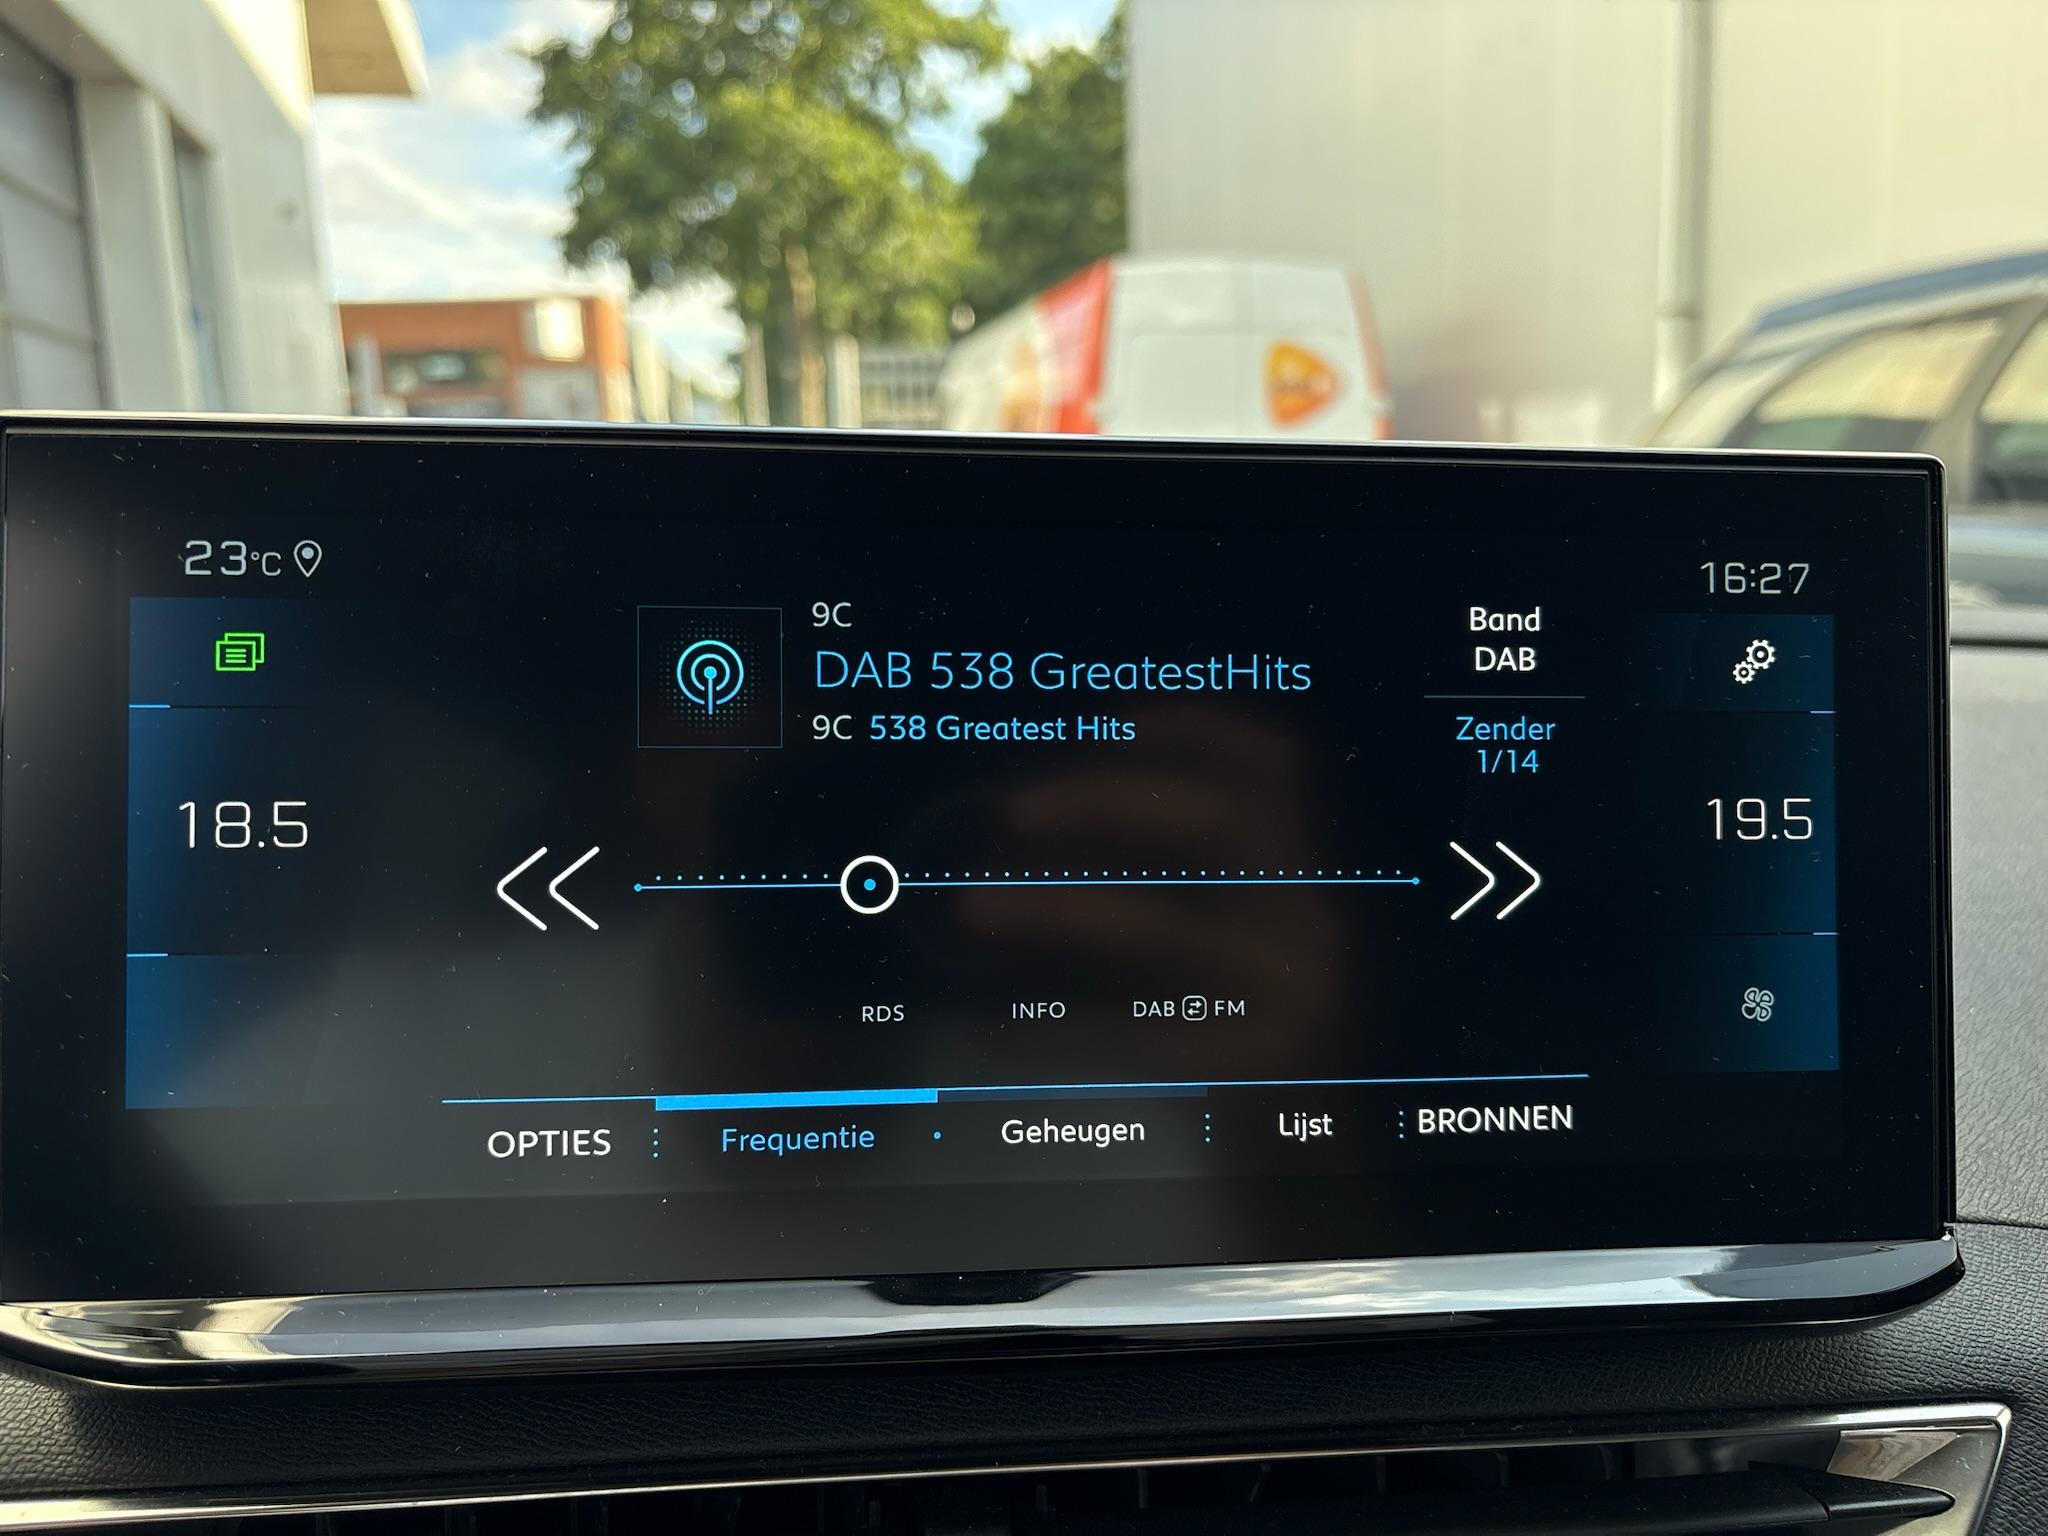 23°C
16:27
9C
DAB 538 GreatestHits
9C 538 Greatest Hits
Band
DAB
Zender
1/14
18.5
19.5
RDS
INFO
DAB FM
OPTIES
Frequentie
Geheugen
Lijst
BRONNEN